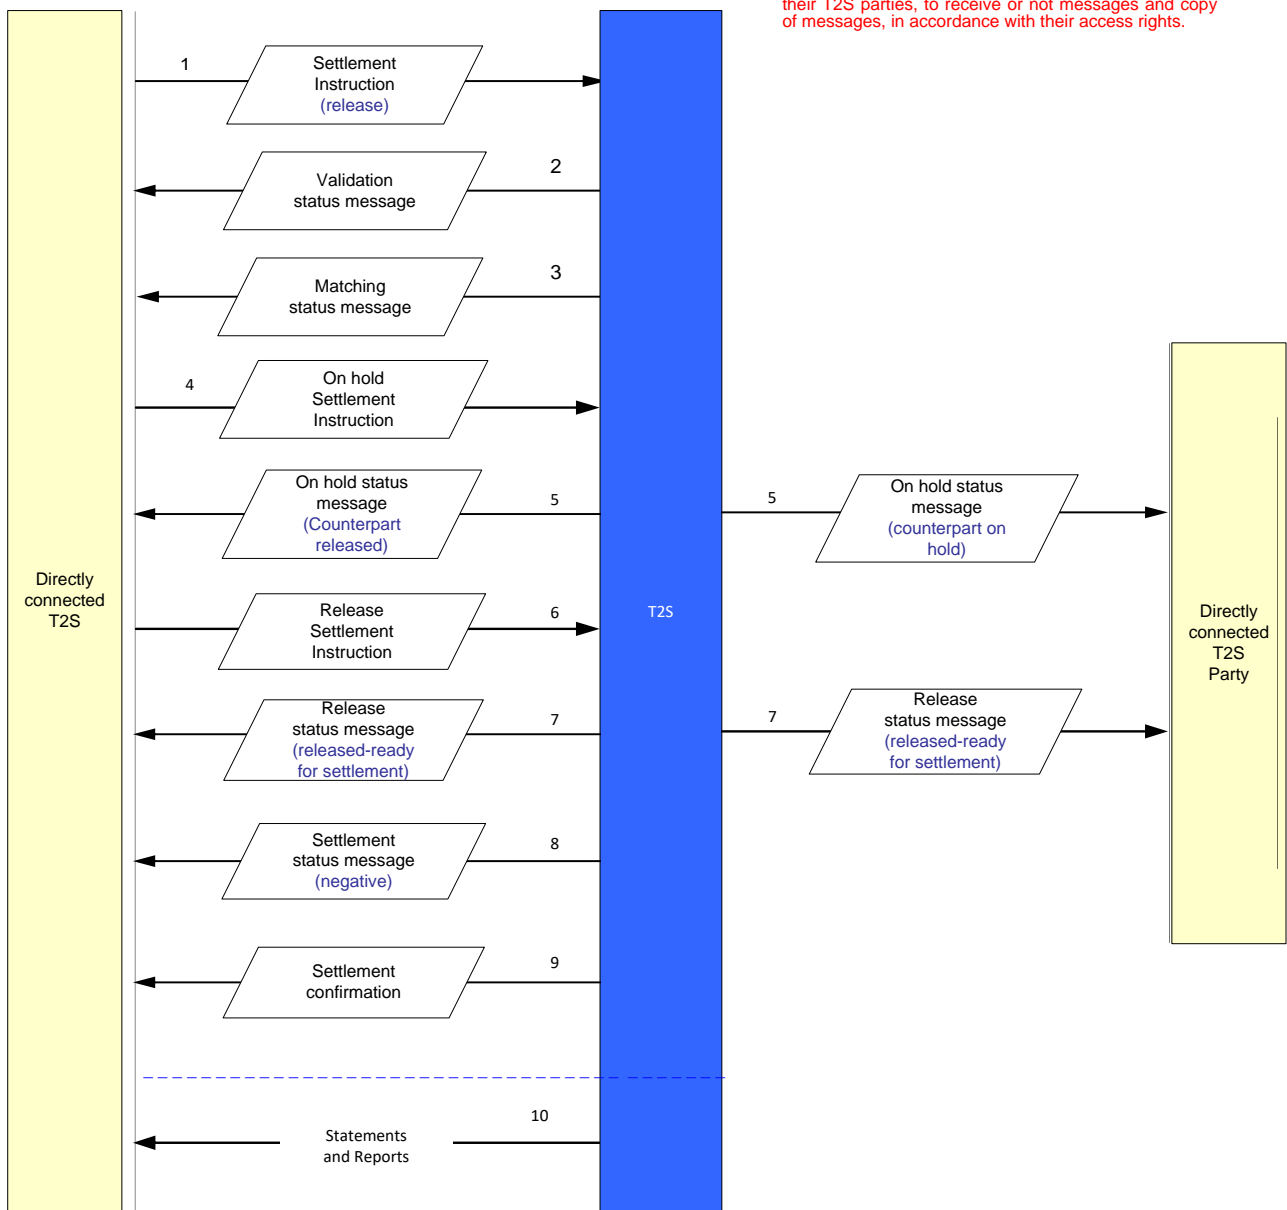 their T2S parties, to receive or not messages and copy
of messages, in accordance with their access rights.
1
Settlement
Instruction
(release)
2
Validation
status message
3
Matching
status message
4
On hold
Settlement
Instruction
On hold status
message
(Counterpart
released)
5
5
On hold status
message
(counterpart on
hold)
Directly
connected
T2S
Release
Settlement
Instruction
6
T2S
Directly
connected
T2S
Party
Release
status message
(released-ready
for settlement)
7
7
Release
status message
(released-ready
for settlement)
Settlement
status message
(negative)
8
Settlement
confirmation
9
10
Statements
and Reports